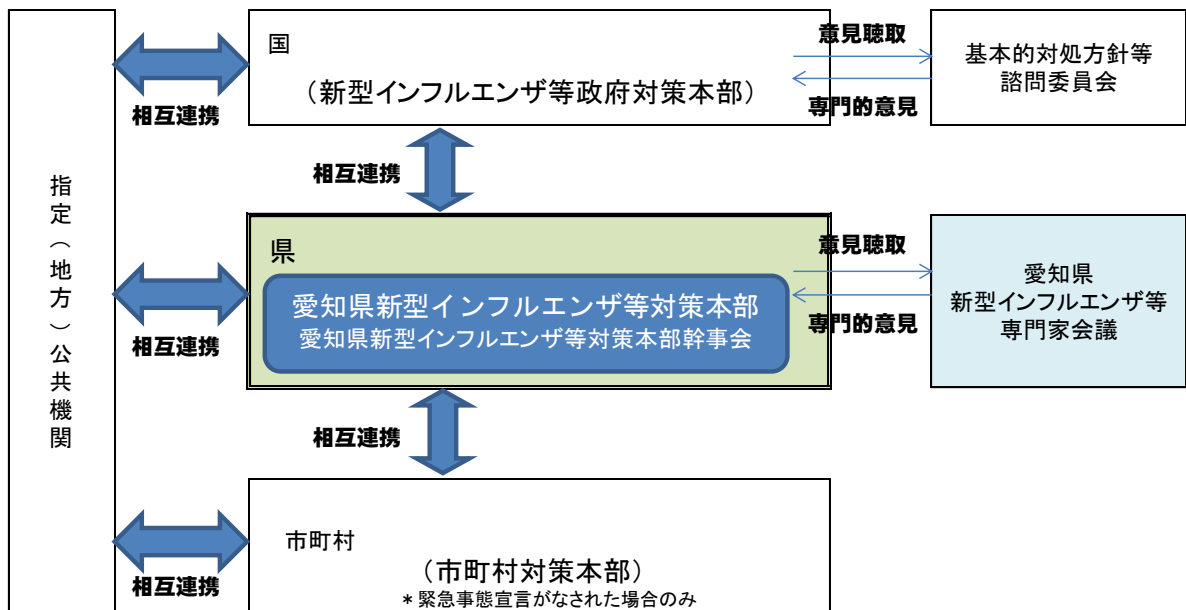 指定（地方）公共機関
相互連携
国
（新型インフルエンザ等政府対策本部）
意見聴取
専門的意見
基本的対処方針等
諮問委員会
相互連携
相互連携
県
愛知県新型インフルエンザ等対策本部
愛知県新型インフルエンザ等対策本部幹事会
意見聴取
専門的意見
愛知県
新型インフルエンザ等
専門家会議
相互連携
相互連携
市町村
（市町村対策本部）
＊緊急事態宣言がなされた場合のみ